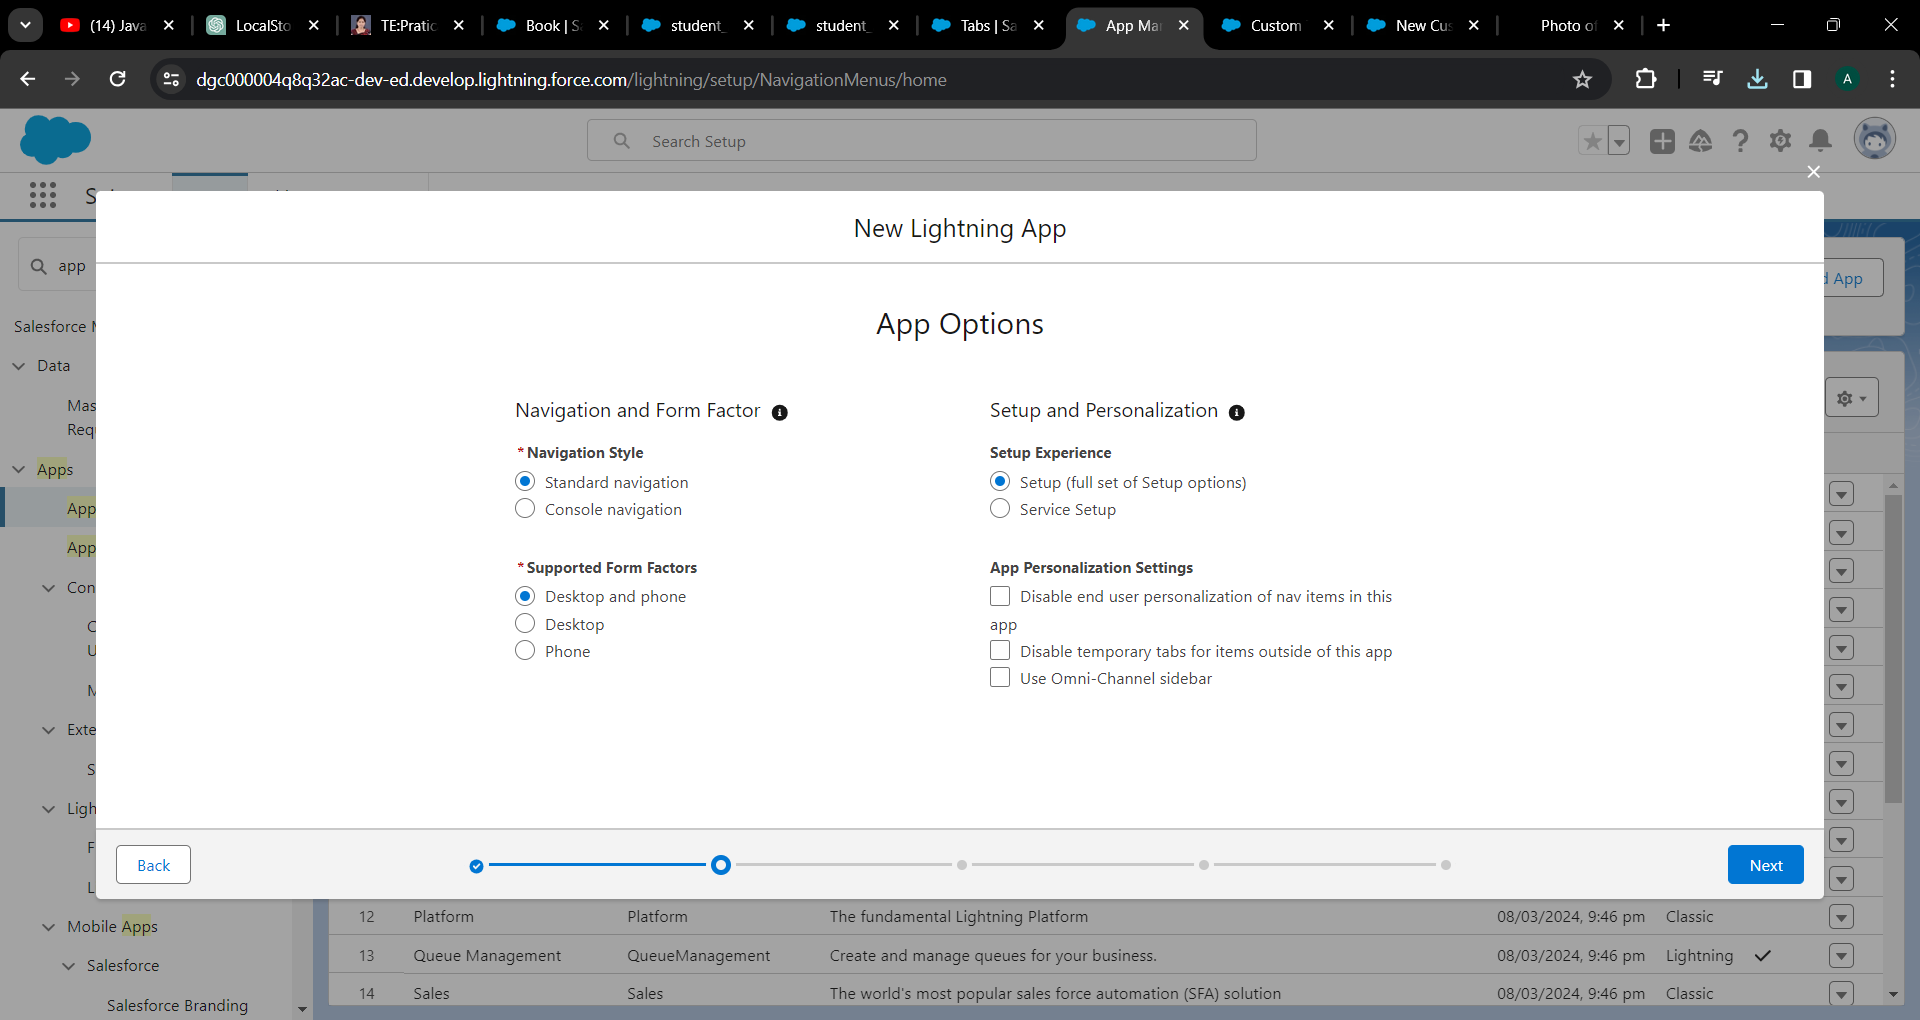 (14) Java
LocalSto
TE:Pratic
Book | S
student_
student_
Tabs | Sa
App Ma
Custom
New Cus
Photo of
dgc000004q8q32ac-dev-ed.develop.lightning.force.com/lightning/setup/NavigationMenus/home
A
Search Setup
New Lightning App
app
d App
App Options
Salesforce M
Data
Mas
Req
Apps
App
App
Con
C
U
M
Exte
S
Ligh
F
L
Mobile Apps
Salesforce
Salesforce Branding
Navigation and Form Factor
*Navigation Style
Standard navigation
Console navigation
*Supported Form Factors
Desktop and phone
Desktop
Phone
Setup and Personalization
Setup Experience
Setup (full set of Setup options)
Service Setup
App Personalization Settings
Disable end user personalization of nav items in this
app
Disable temporary tabs for items outside of this app
Use Omni-Channel sidebar
Back
Next
12 Platform Platform The fundamental Lightning Platform 08/03/2024, 9:46 pm Classic
13 Queue Management QueueManagement Create and manage queues for your business. 08/03/2024, 9:46 pm Lightning
14 Sales Sales The world's most popular sales force automation (SFA) solution 08/03/2024, 9:46 pm Classic